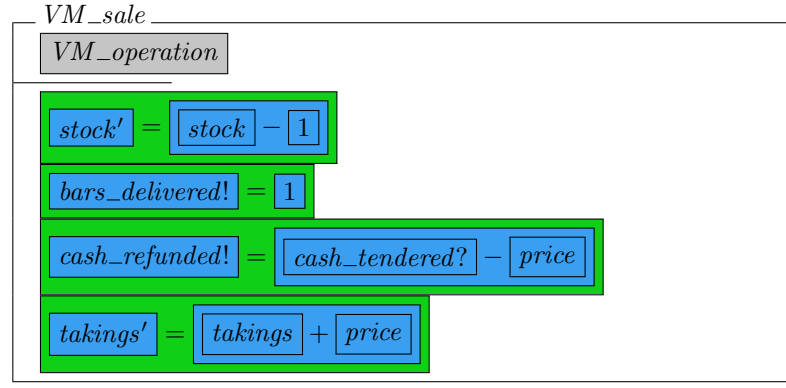 VM_sale
VM_operation
stock′ = stock − 1
bars_delivered! = 1
cash_refunded! = cash_tendered? − price
takings′ = takings + price